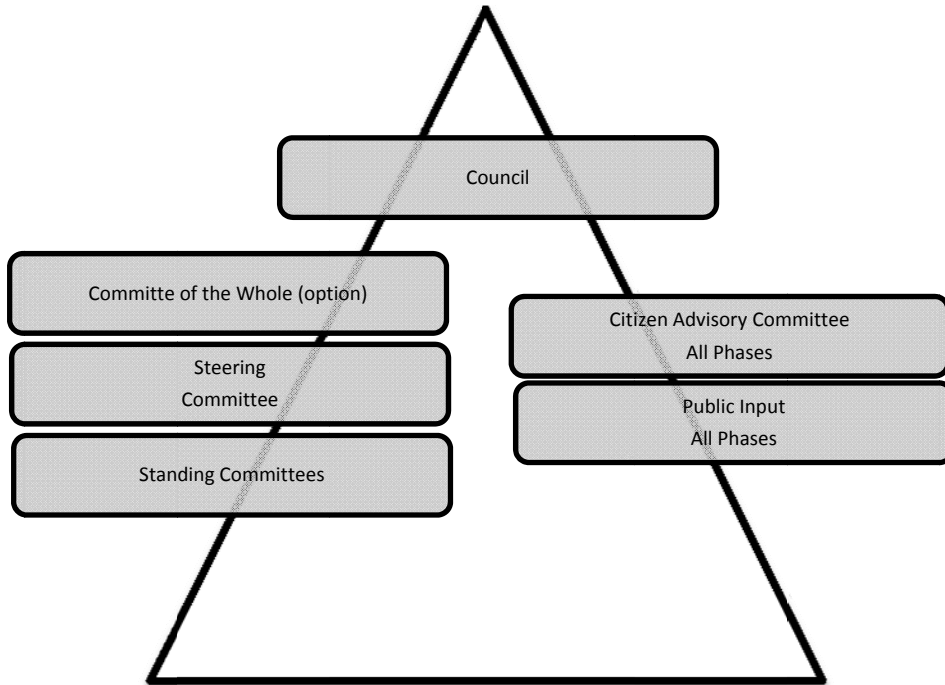 Council
Committe of the Whole (option)
Steering
Committee
Standing Committees
Citizen Advisory Committee
All Phases
Public Input
All Phases